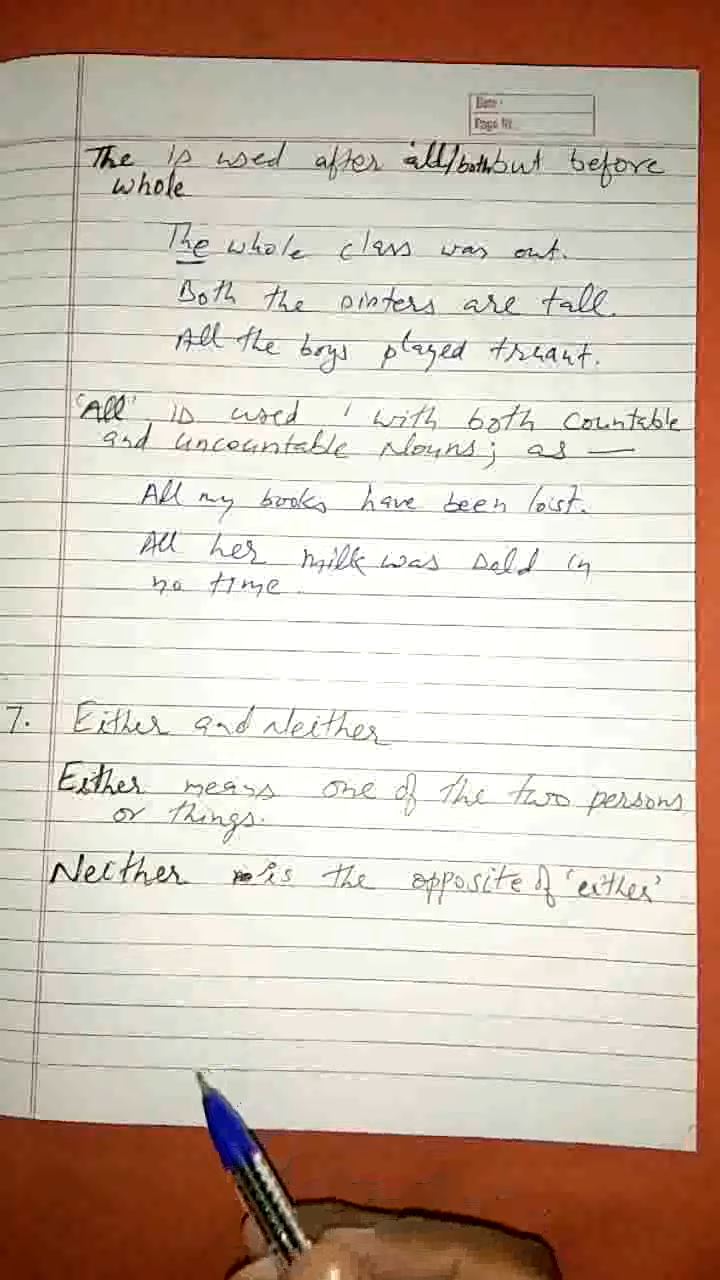 Date :
Page No.
The is used after all/both but before
whole
The whole class was out.
Both the sisters are tall.
All the boys played truant.
'All' is used with both countable
and uncountable Nouns; as —
All my books have been lost.
All her milk was sold in
no time.
7. Either and Neither
Either means one of the two persons
or things.
Neither is the opposite of 'either'